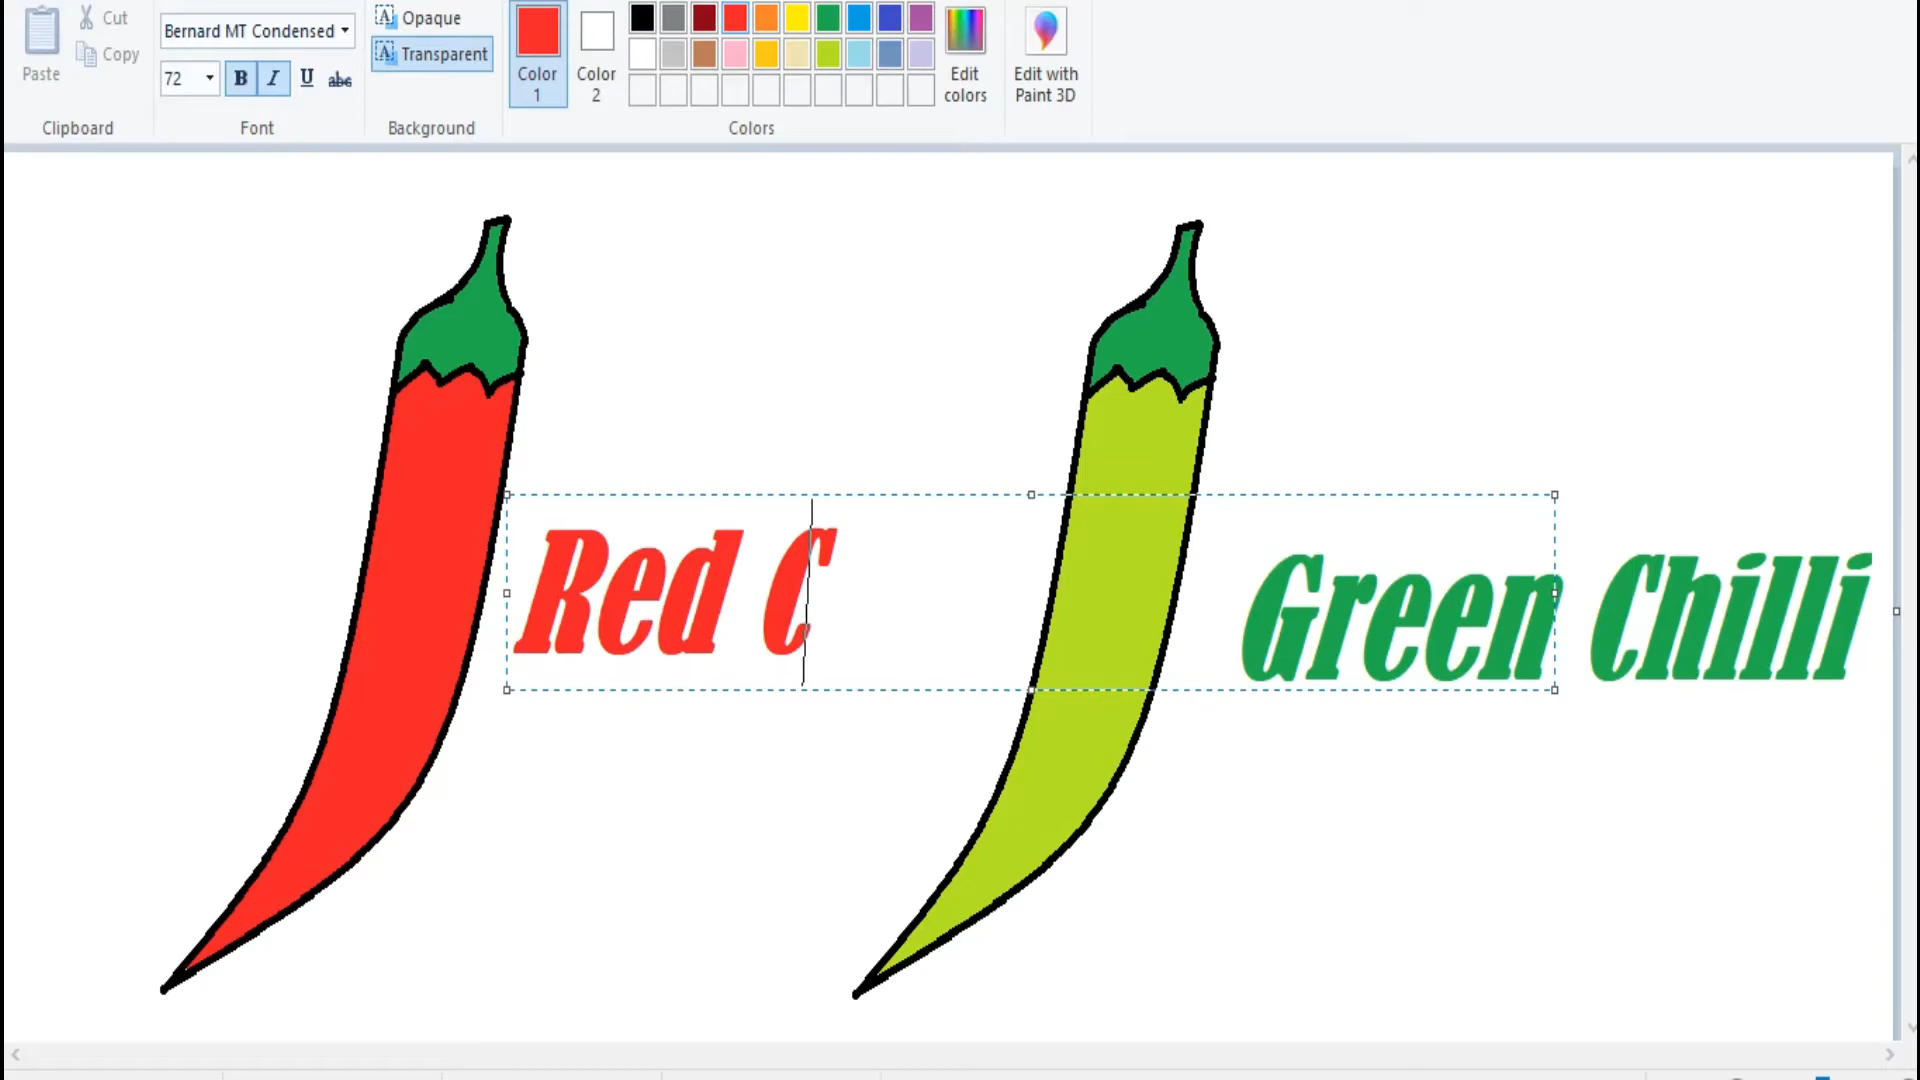 Cut
Copy
Paste
Clipboard
Bernard MT Condensed
72
B I U abc
Font
Opaque
Transparent
Background
Color 1
Color 2
Edit colors
Colors
Edit with Paint 3D
Red C
Green Chilli